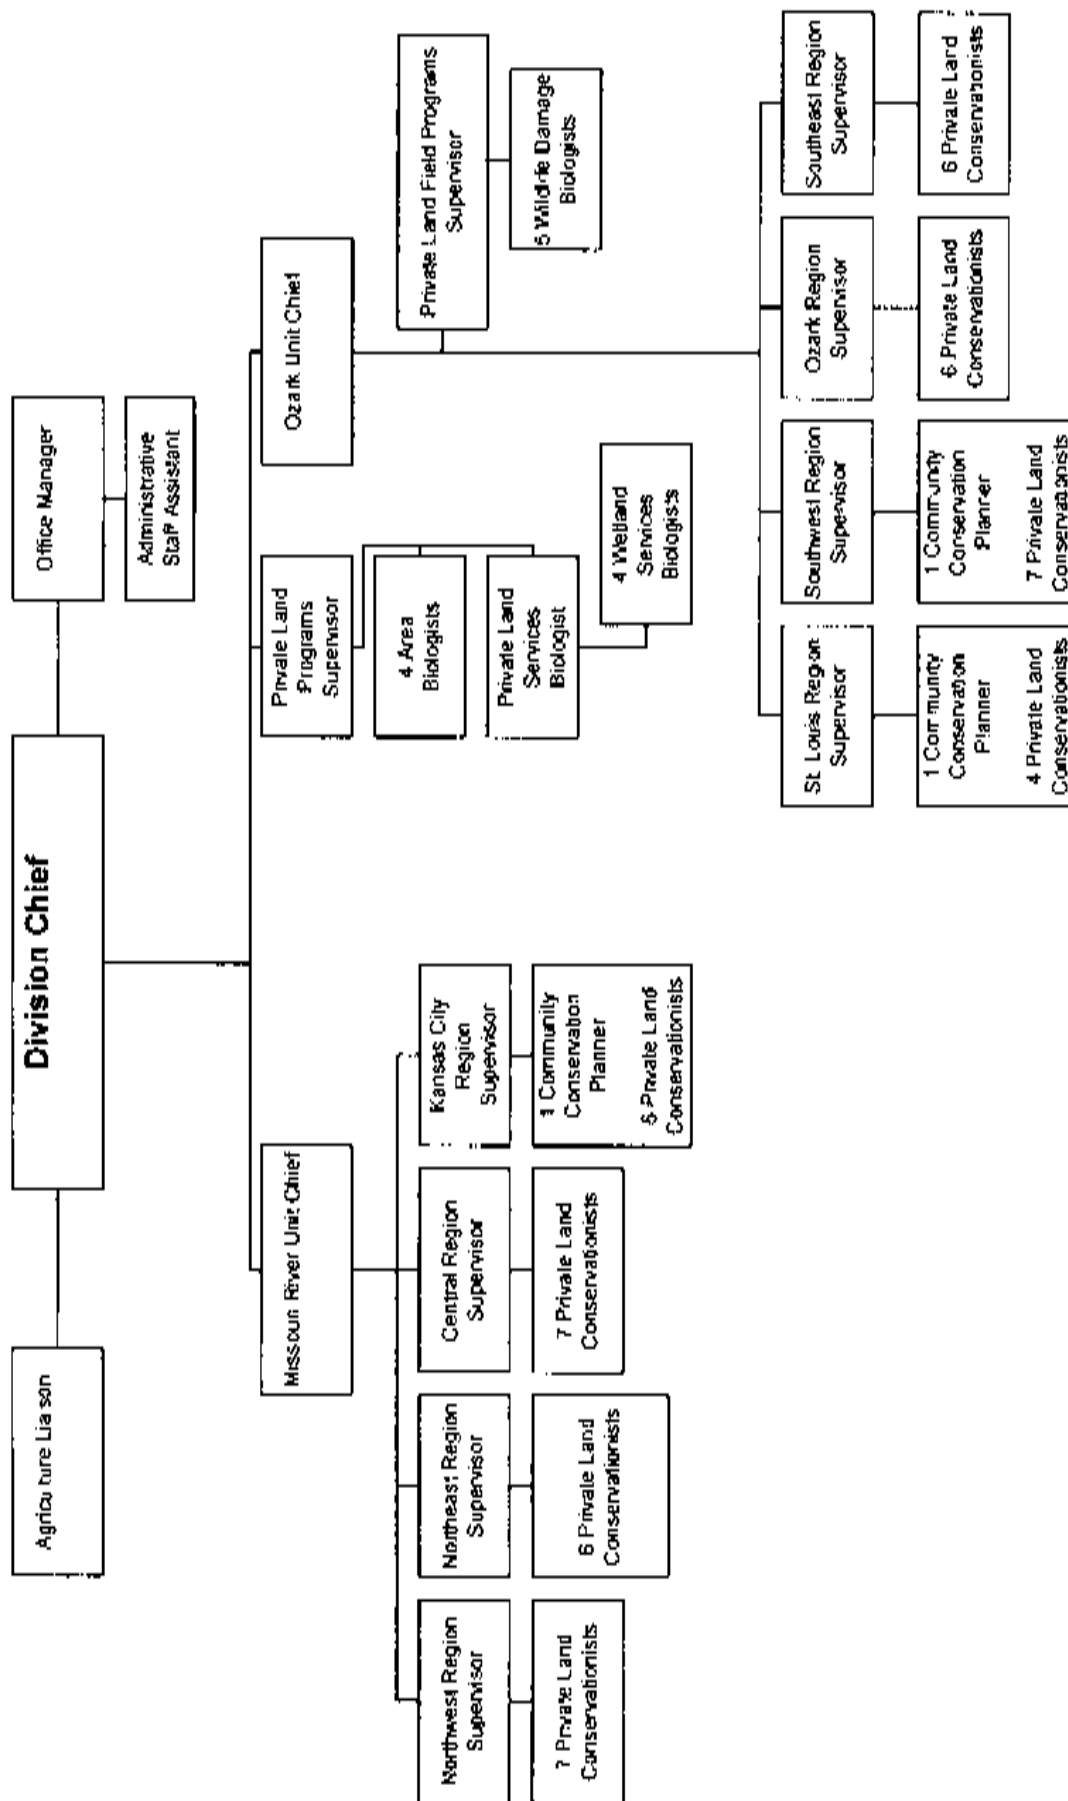 Division Chief
Agriculture Liaison
Office Manager
Administrative
Staff Assistant
Missouri River Unit Chief
Private Land
Programs
Supervisor
Ozark Unit Chief
4 Area
Biologists
Private Land
Services
Biologist
4 Wetland
Services
Biologists
Private Land Field Programs
Supervisor
5 Wildlife Damage
Biologists
Northwest Region
Supervisor
Northeast Region
Supervisor
Central Region
Supervisor
Kansas City
Region
Supervisor
7 Private Land
Conservationists
6 Private Land
Conservationists
7 Private Land
Conservationists
1 Community
Conservation
Planner
Private Land
Conservationists
St. Louis Region
Supervisor
Southwest Region
Supervisor
Ozark Region
Supervisor
Southeast Region
Supervisor
1 Community
Conservation
Planner
4 Private Land
Conservationists
1 Community
Conservation
Planner
7 Private Land
Conservationists
6 Private Land
Conservationists
6 Private Land
Conservationists